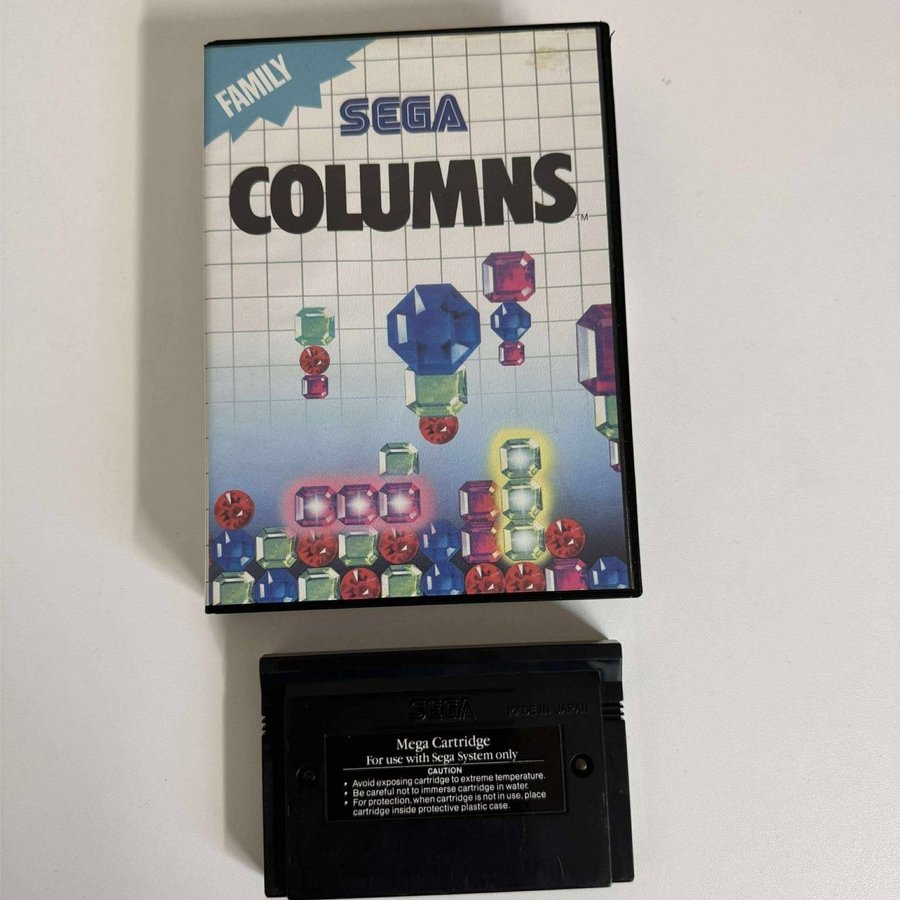 FAMILY
SEGA
COLUMNS
TM
SEGA
MADE IN JAPAN
Mega Cartridge
For use with Sega System only
CAUTION
• Avoid exposing cartridge to extreme temperature.
• Be careful not to immerse cartridge in water.
• For protection, when cartridge is not in use, place
cartridge inside protective plastic case.